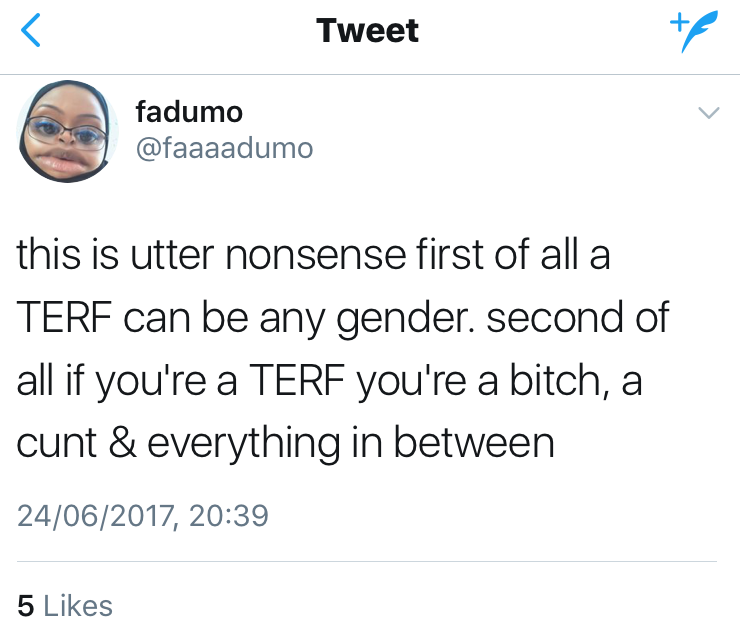 Tweet
fadumo
@faaaadumo
this is utter nonsense first of all a
TERF can be any gender. second of
all if you're a TERF you're a bitch, a
cunt & everything in between
24/06/2017, 20:39
5 Likes